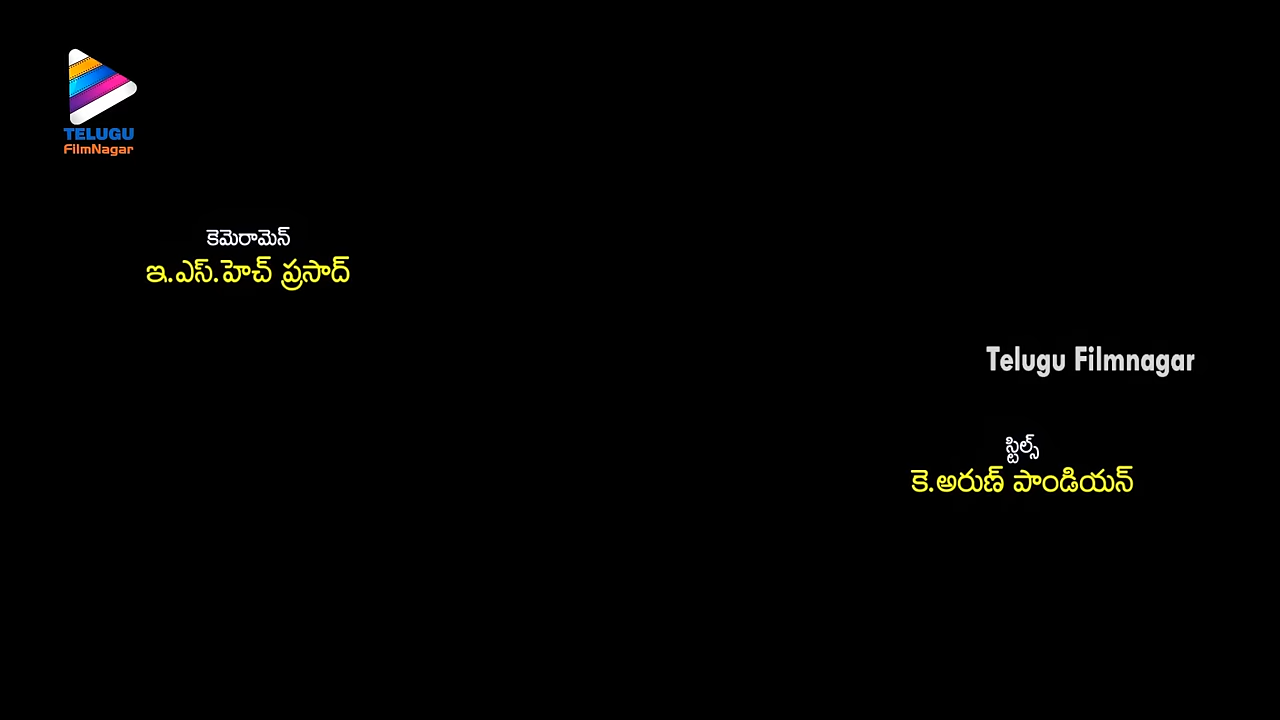 TELUGU
FilmNagar
కెమెరామెన్
ఇ.ఎస్.హెచ్ ప్రసాద్
Telugu Filmnagar
స్టిల్స్
కె.అరుణ్ పాండియన్